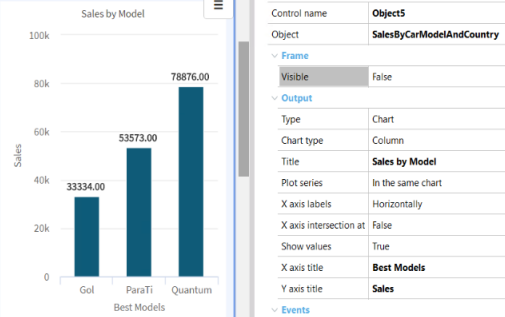 Sales by Model
100k
80k
60k
40k
20k
0
Sales
33334.00
53573.00
78876.00
Gol
ParaTi
Quantum
Best Models
Control name Object5
Object SalesByCarModelAndCountry
Frame
Visible False
Output
Type Chart
Chart type Column
Title Sales by Model
Plot series In the same chart
X axis labels Horizontally
X axis intersection at False
Show values True
X axis title Best Models
Y axis title Sales
Events